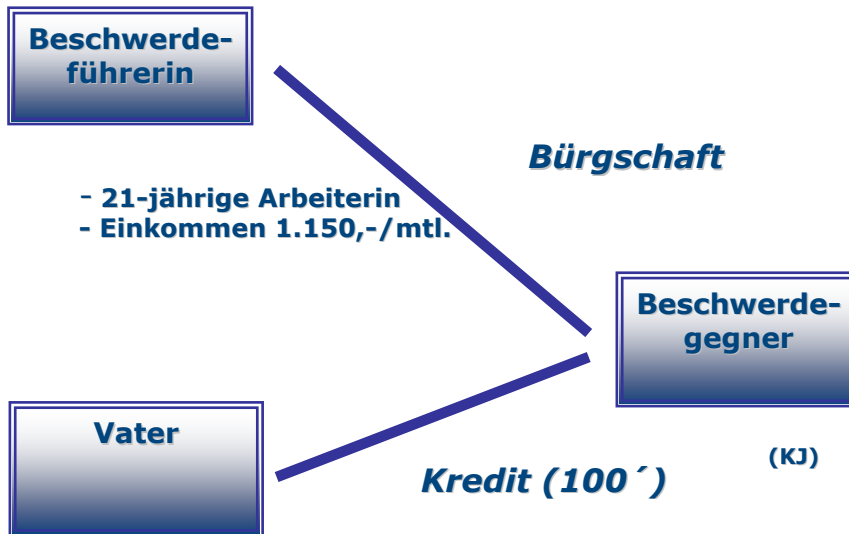 Beschwerde-
führerin
Bürgschaft
- 21-jährige Arbeiterin
- Einkommen 1.150,-/mtl.
Beschwerde-
gegner
Vater
(KJ)
Kredit (100´)